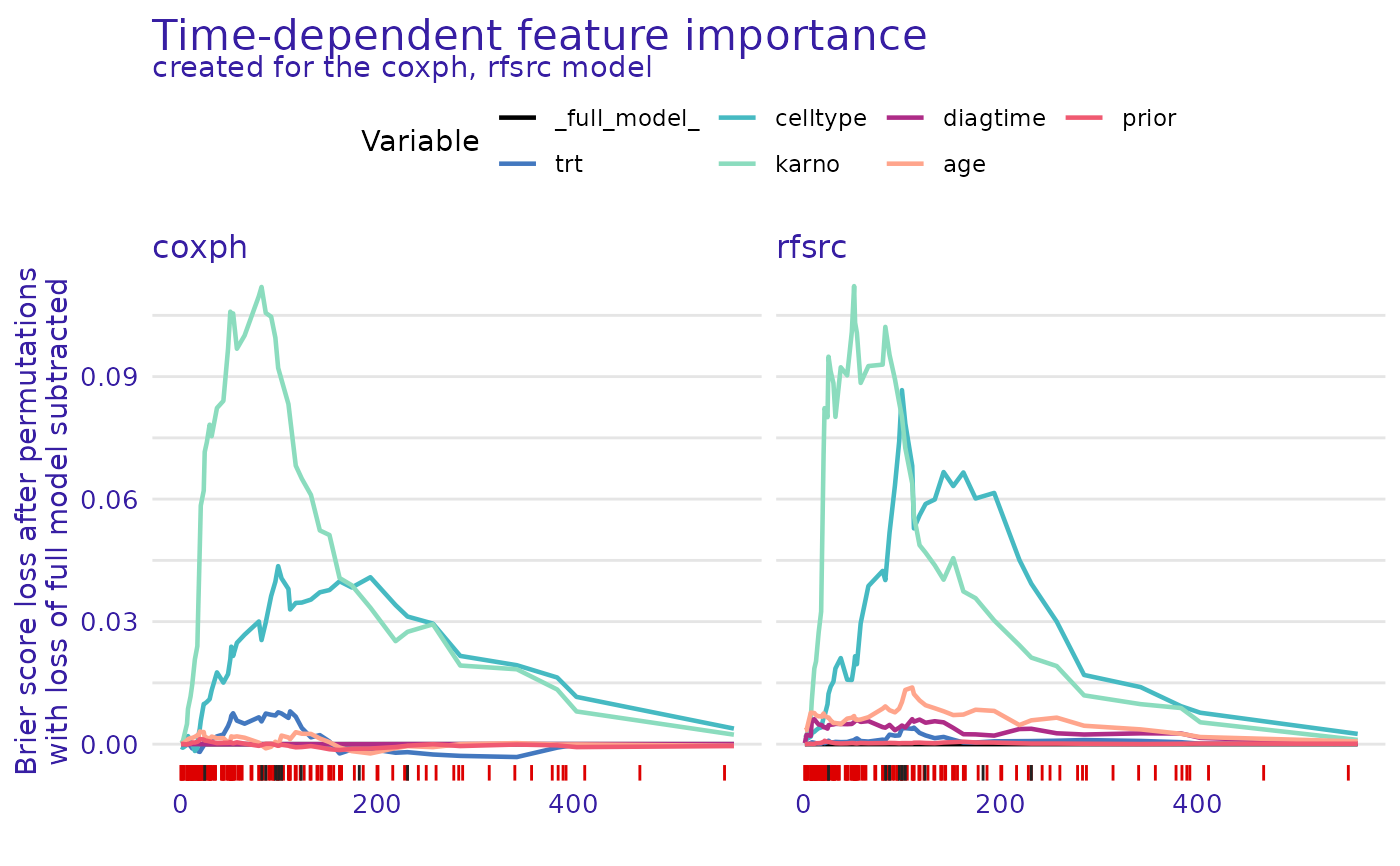 Time-dependent feature importance
created for the coxph, rfsrc model
Variable
_full_model_
celltype
diagtime
prior
trt
karno
age
coxph
rfsrc
Brier score loss after permutations
with loss of full model subtracted
0.09
0.06
0.03
0.00
0
200
400
0
200
400